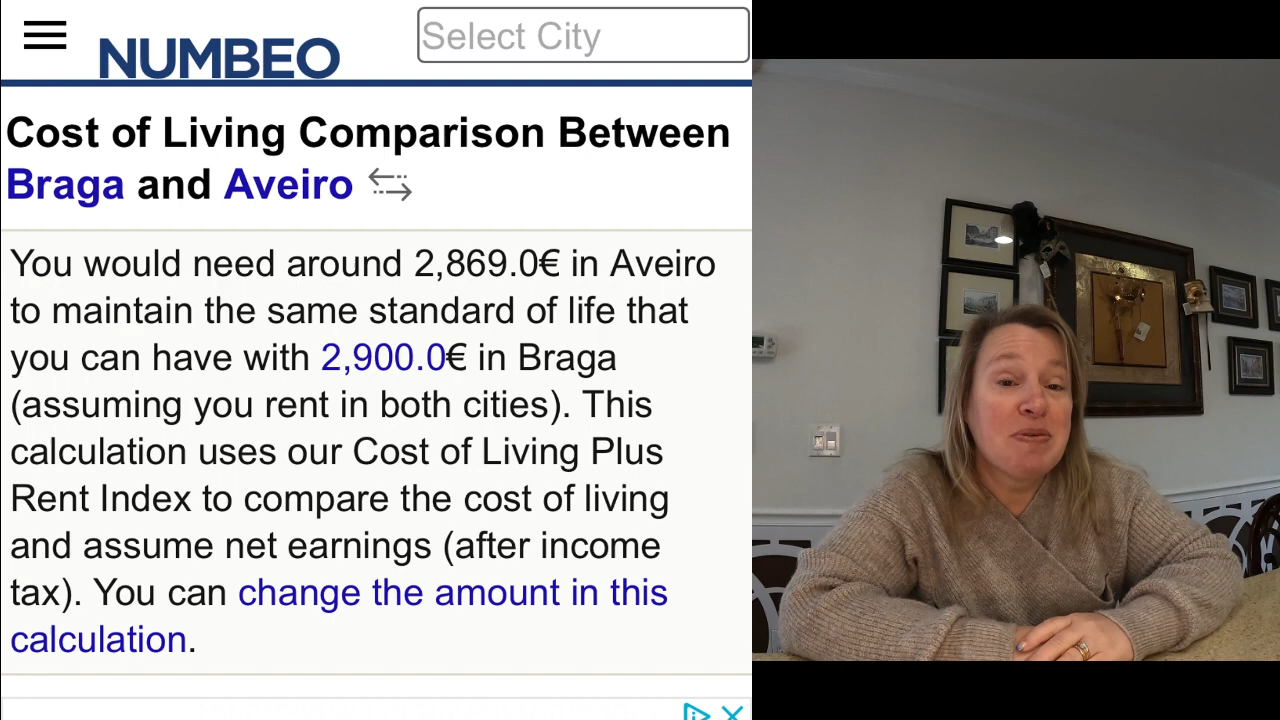 NUMBEO
Select City
Cost of Living Comparison Between
Braga and Aveiro
You would need around 2,869.0€ in Aveiro
to maintain the same standard of life that
you can have with 2,900.0€ in Braga
(assuming you rent in both cities). This
calculation uses our Cost of Living Plus
Rent Index to compare the cost of living
and assume net earnings (after income
tax). You can change the amount in this
calculation.